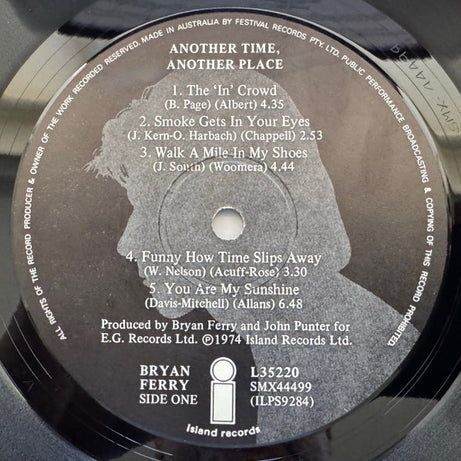 ALL RIGHTS OF THE RECORD PRODUCER & OWNER OF THE WORK RECORDED RESERVED. MADE IN AUSTRALIA BY FESTIVAL RECORDS PTY. LTD. PUBLIC PERFORMANCE BROADCASTING & COPYING OF THIS RECORD PROHIBITED.
ANOTHER TIME,
ANOTHER PLACE
1. The 'In' Crowd
(B. Page) (Albert) 4.35
2. Smoke Gets In Your Eyes
(J. Kern-O. Harbach) (Chappell) 2.53
3. Walk A Mile In My Shoes
(J. South) (Woomera) 4.44
4. Funny How Time Slips Away
(W. Nelson) (Acuff-Rose) 3.30
5. You Are My Sunshine
(Davis-Mitchell) (Allans) 6.48
Produced by Bryan Ferry and John Punter for
E.G. Records Ltd. ℗1974 Island Records Ltd.
BRYAN
FERRY
SIDE ONE
i
island records
L35220
SMX44499
(ILPS9284)
SMX-44499